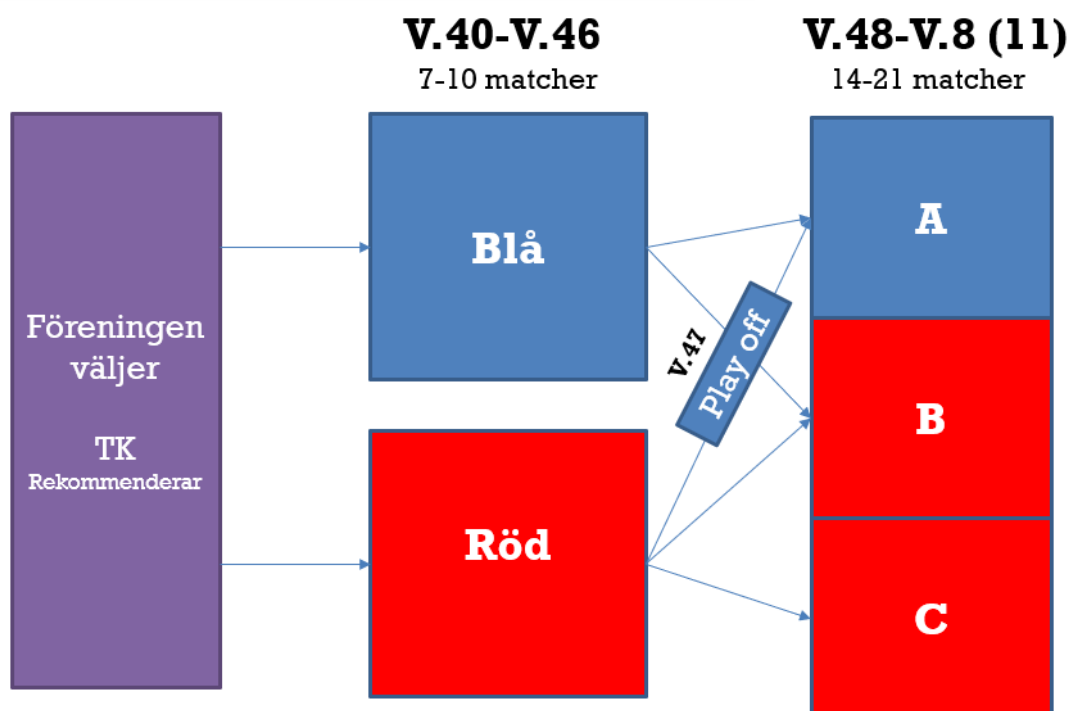 V.40-V.46
7-10 matcher
V.48-V.8 (11)
14-21 matcher
Föreningen
väljer
TK
Rekommenderar
Blå
Röd
V.47
Play off
A
B
C